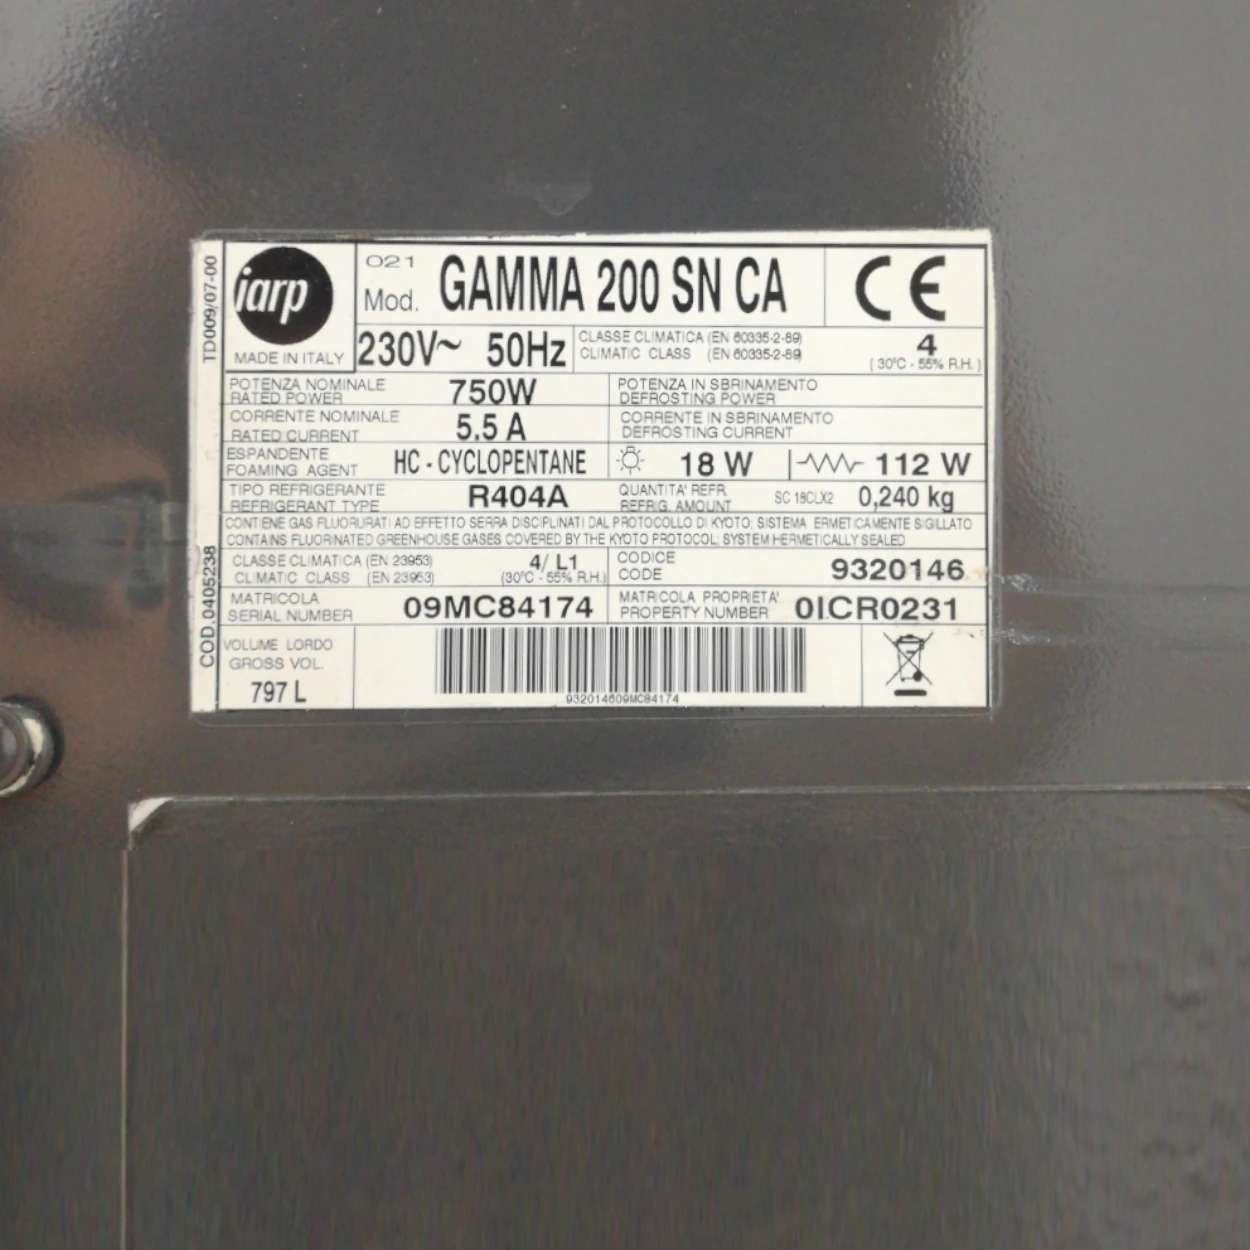 TD009/07-00
COD.0405238
iarp
MADE IN ITALY
021
Mod. GAMMA 200 SN CA
CE
230V~ 50Hz
CLASSE CLIMATICA (EN 60335-2-89)
CLIMATIC CLASS (EN 60335-2-89)
4
(30°C - 55% R.H.)
POTENZA NOMINALE
RATED POWER
750W
POTENZA IN SBRINAMENTO
DEFROSTING POWER
CORRENTE NOMINALE
RATED CURRENT
5.5 A
CORRENTE IN SBRINAMENTO
DEFROSTING CURRENT
ESPANDENTE
FOAMING AGENT
HC - CYCLOPENTANE
18 W
112 W
TIPO REFRIGERANTE
REFRIGERANT TYPE
R404A
QUANTITA' REFR.
REFRIG. AMOUNT
SC 18CLX2 0,240 kg
CONTIENE GAS FLUORURATI AD EFFETTO SERRA DISCIPLINATI DAL PROTOCOLLO DI KYOTO; SISTEMA ERMETICAMENTE SIGILLATO
CONTAINS FLUORINATED GREENHOUSE GASES COVERED BY THE KYOTO PROTOCOL; SYSTEM HERMETICALLY SEALED
CLASSE CLIMATICA (EN 23953)
CLIMATIC CLASS (EN 23953)
4/ L1
(30°C - 55% R.H.)
CODICE
CODE
9320146
MATRICOLA
SERIAL NUMBER
09MC84174
MATRICOLA PROPRIETA'
PROPERTY NUMBER
0ICR0231
VOLUME LORDO
GROSS VOL.
797 L
932014609MC84174